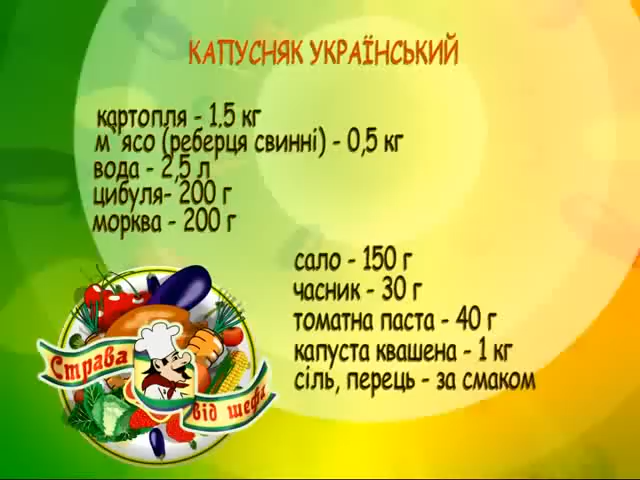 КАПУСНЯК УКРАЇНСЬКИЙ
картопля - 1.5 кг
м`ясо (реберця свинні) - 0,5 кг
вода - 2,5 л
цибуля- 200 г
морква - 200 г
сало - 150 г
часник - 30 г
томатна паста - 40 г
капуста квашена - 1 кг
сіль, перець - за смаком
Страва
від шефа